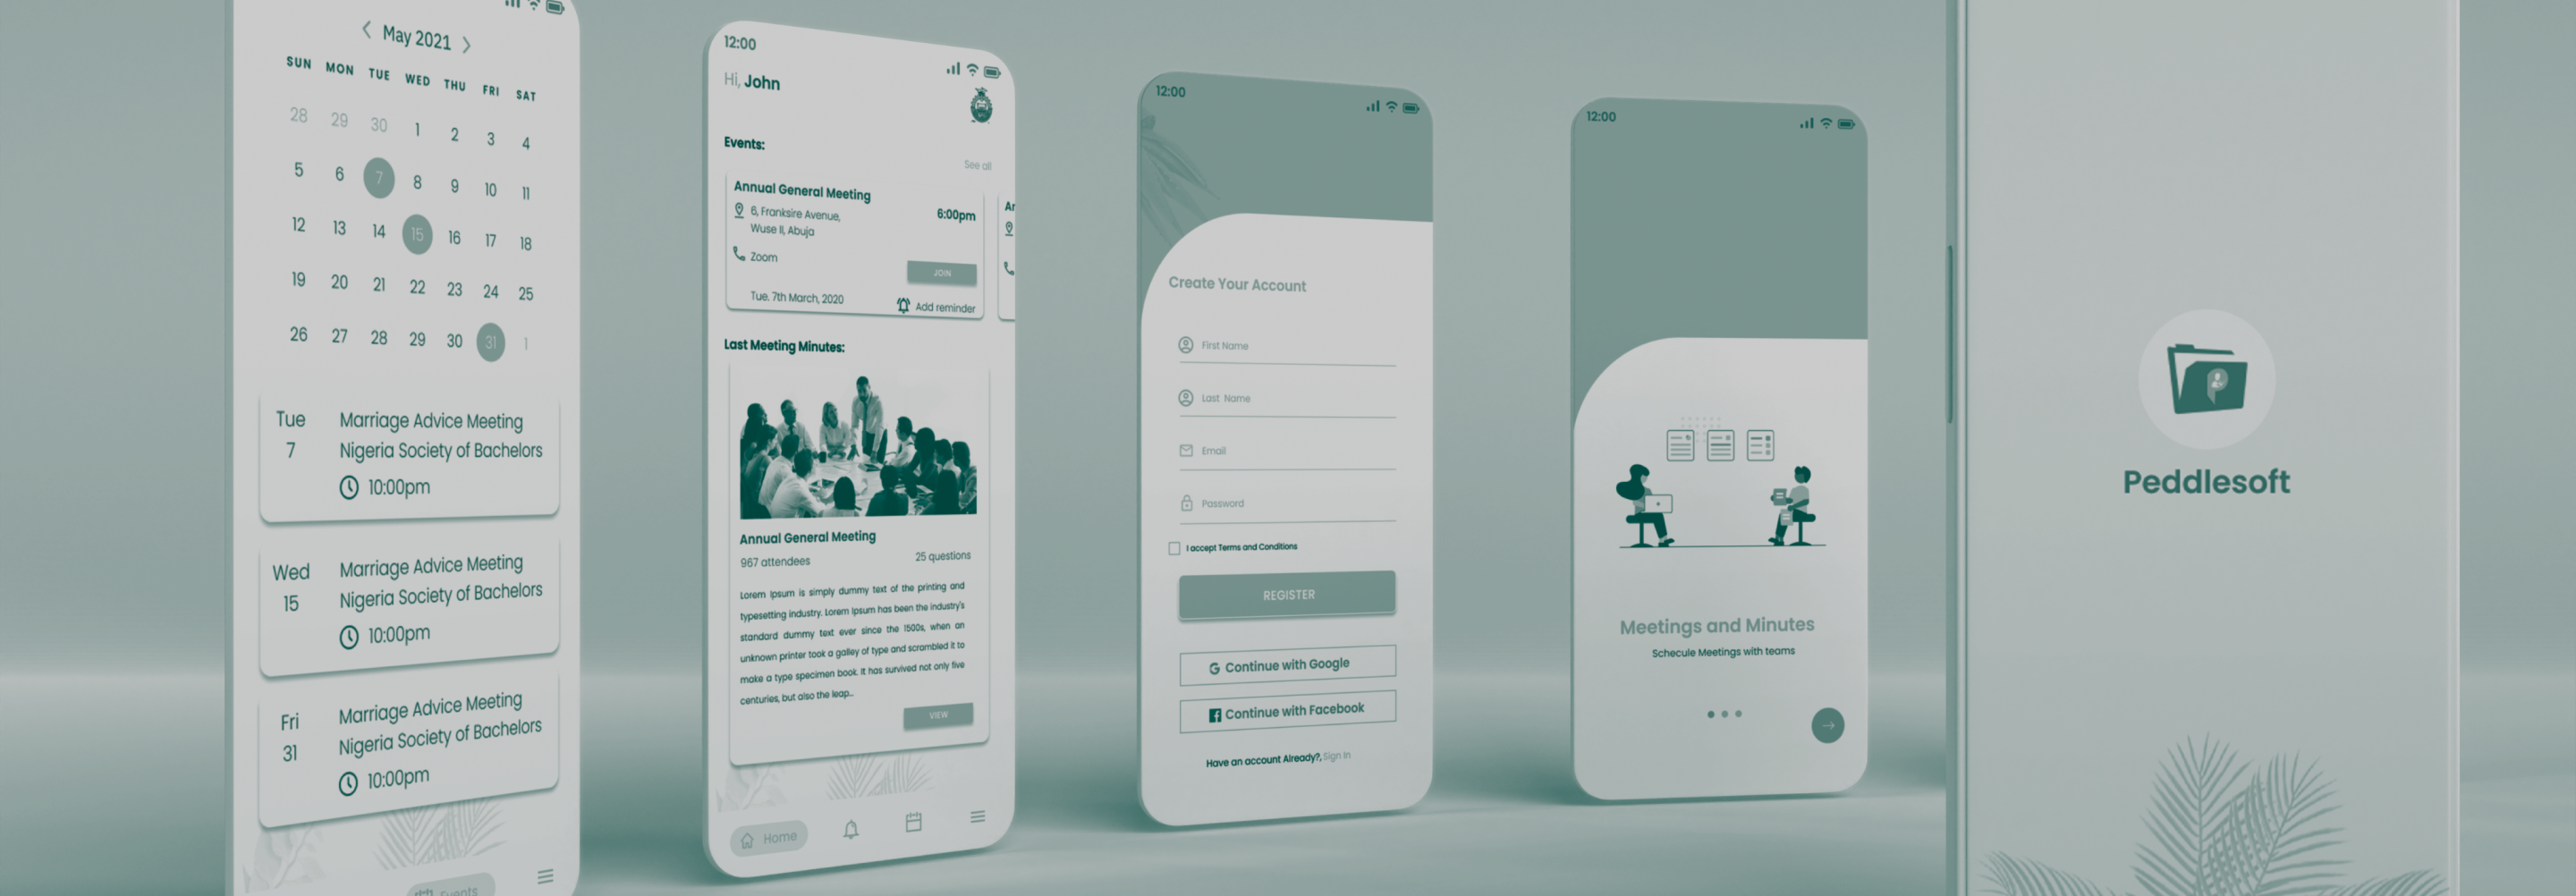 May 2021
SUN MON TUE WED THU FRI SAT
28 29 30 1 2 3 4
5 6 7 8 9 10 11
12 13 14 15 16 17 18
19 20 21 22 23 24 25
26 27 28 29 30 31 1
Tue
7
Marriage Advice Meeting
Nigeria Society of Bachelors
10:00pm
Wed
15
Marriage Advice Meeting
Nigeria Society of Bachelors
10:00pm
Fri
31
Marriage Advice Meeting
Nigeria Society of Bachelors
10:00pm
Events
12:00
Hi, John
Events:
See all
Annual General Meeting
6, Franksire Avenue,
Wuse II, Abuja
6:00pm
Zoom
JOIN
Tue. 7th March, 2020
Add reminder
Ar
Last Meeting Minutes:
Annual General Meeting
967 attendees
25 questions
Lorem Ipsum is simply dummy text of the printing and
typesetting industry. Lorem Ipsum has been the industry's
standard dummy text ever since the 1500s, when an
unknown printer took a galley of type and scrambled it to
make a type specimen book. It has survived not only five
centuries, but also the leap...
VIEW
Home
12:00
Create Your Account
First Name
Last Name
Email
Password
I accept Terms and Conditions
REGISTER
Continue with Google
Continue with Facebook
Have an account Already?, Sign In
12:00
Meetings and Minutes
Schecule Meetings with teams
Peddlesoft